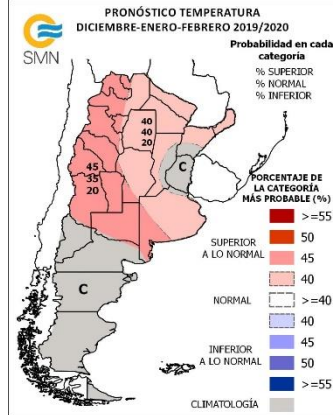 PRONÓSTICO TEMPERATURA
DICIEMBRE-ENERO-FEBRERO 2019/2020
SMN
Probabilidad en cada
categoría
% SUPERIOR
% NORMAL
% INFERIOR
40
40
20
C
45
35
20
C
PORCENTAJE DE
LA CATEGORÍA
MÁS PROBABLE (%)
>=55
50
SUPERIOR
A LO NORMAL
45
40
NORMAL
>=40
40
INFERIOR
A LO NORMAL
45
50
>=55
CLIMATOLOGÍA